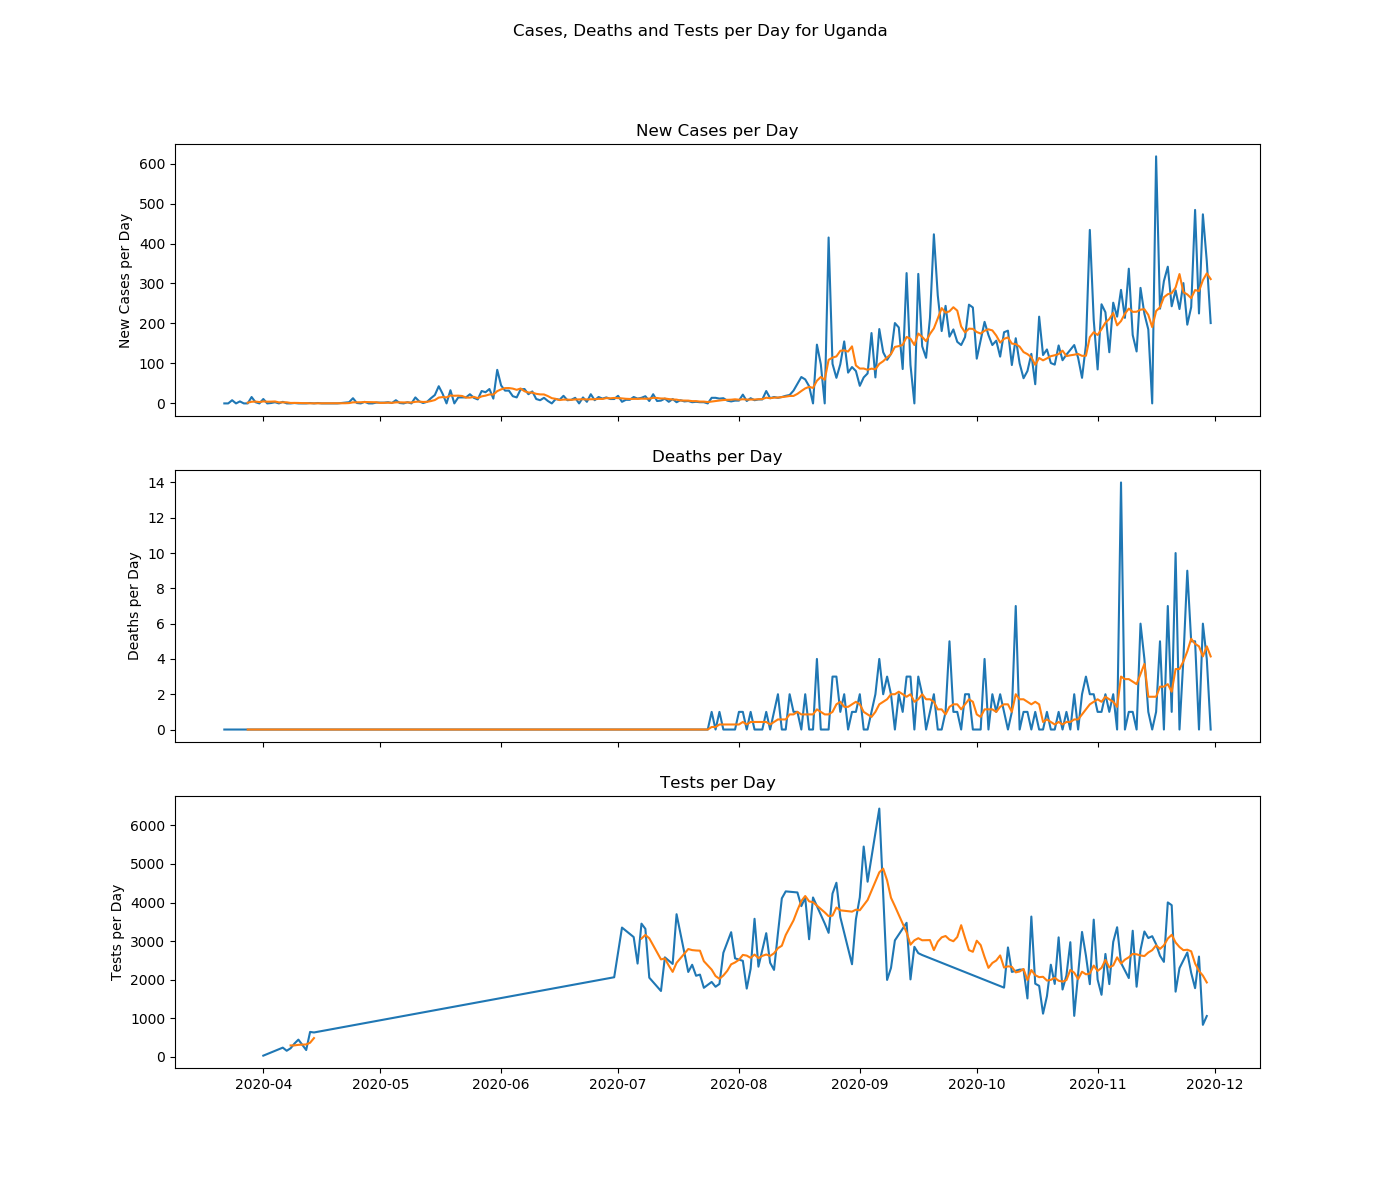 Cases, Deaths and Tests per Day for Uganda
New Cases per Day
New Cases per Day
600
500
400
300
200
100
0
Deaths per Day
Deaths per Day
14
12
10
8
6
4
2
0
Tests per Day
Tests per Day
6000
5000
4000
3000
2000
1000
0
2020-04 2020-05 2020-06 2020-07 2020-08 2020-09 2020-10 2020-11 2020-12